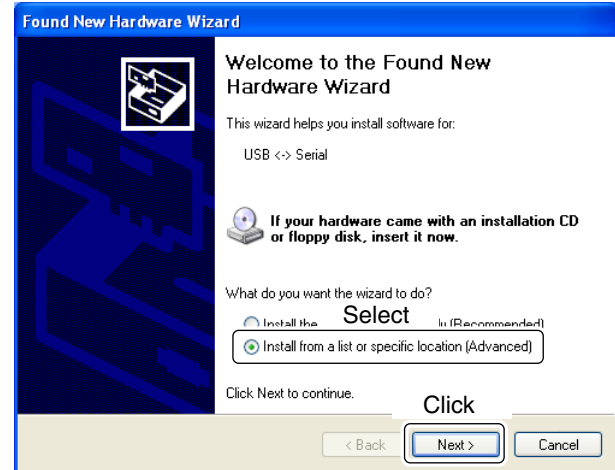 Found New Hardware Wizard
Welcome to the Found New
Hardware Wizard
This wizard helps you install software for:
USB <-> Serial
If your hardware came with an installation CD
or floppy disk, insert it now.
What do you want the wizard to do?
Select
Install the (Recommended)
Install from a list or specific location (Advanced)
Click Next to continue.
Click
< Back Next > Cancel